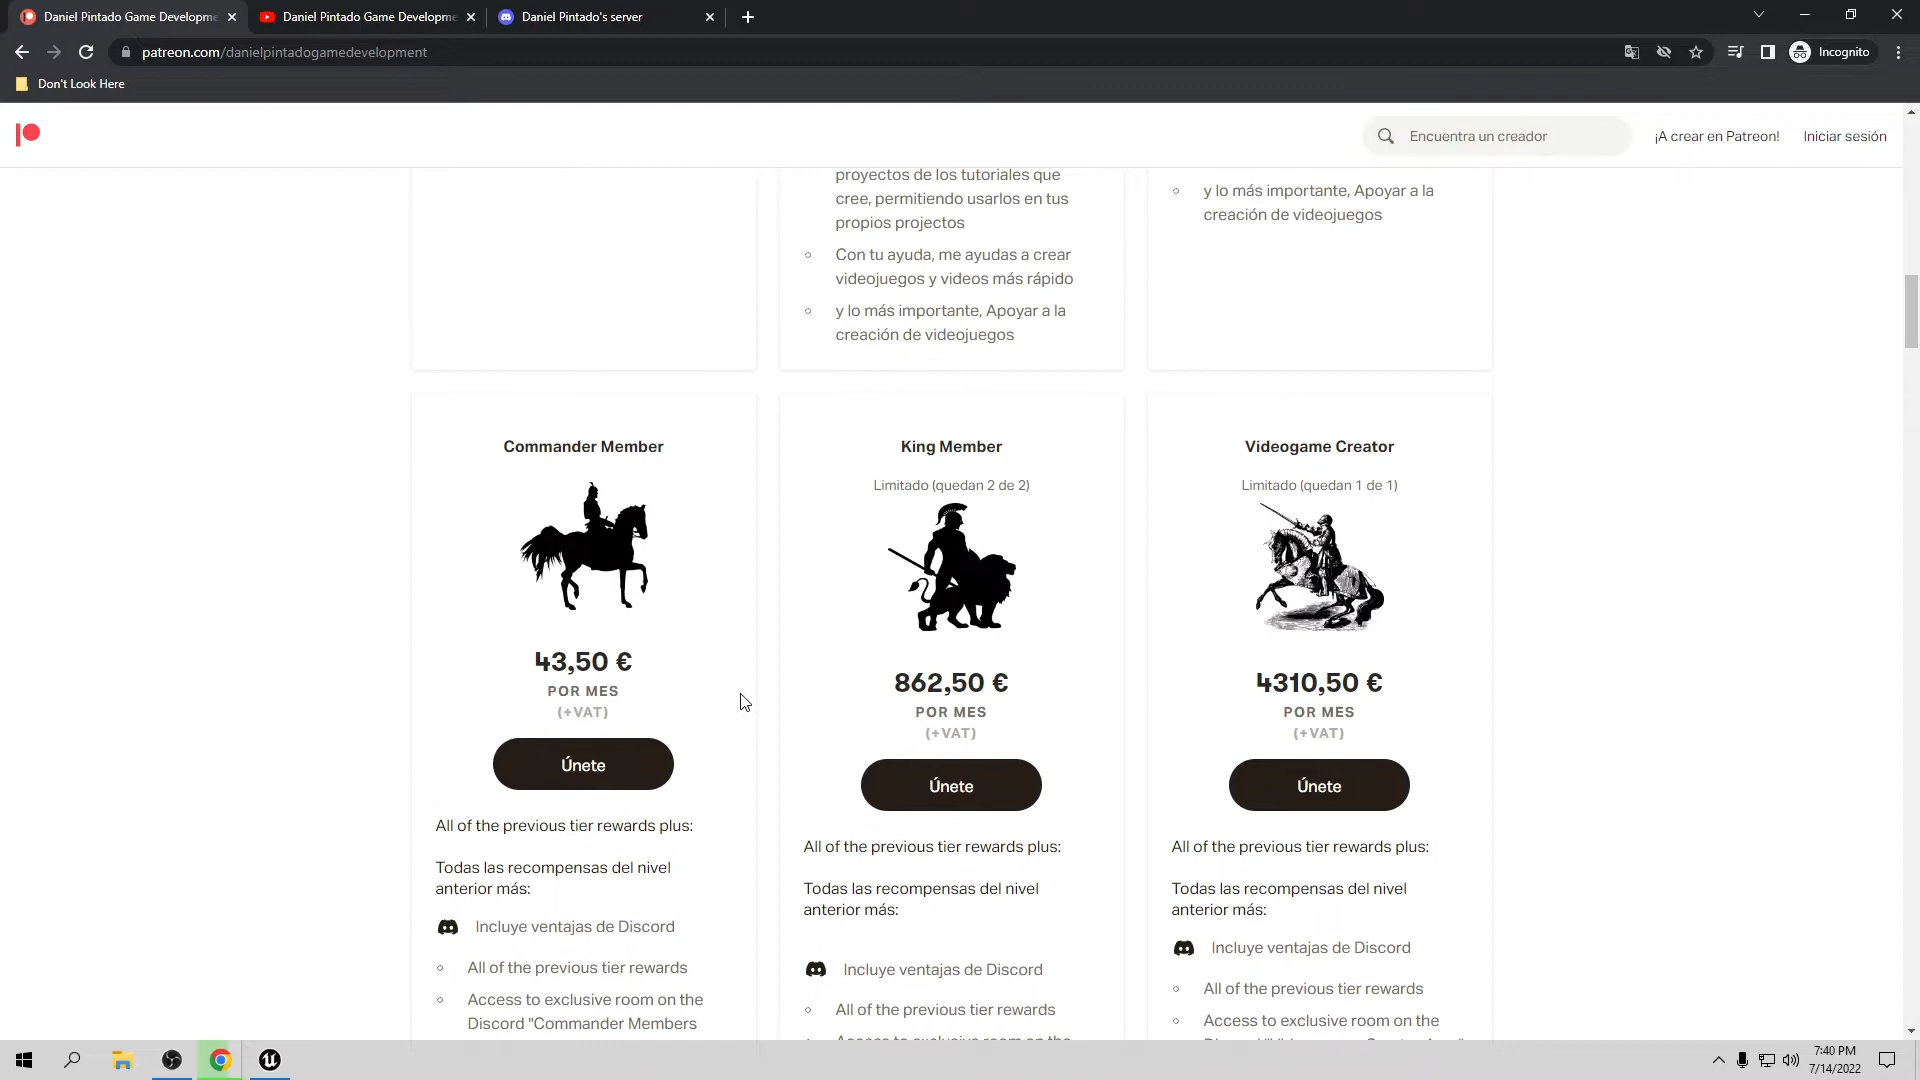 Daniel Pintado Game Developme
Daniel Pintado Game Developme
Daniel Pintado's server
patreon.com/danielpintadogamedevelopment
Incognito
Don't Look Here
Encuentra un creador
¡A crear en Patreon!
Iniciar sesión
proyectos de los tutoriales que
cree, permitiendo usarlos en tus
propios projectos
Con tu ayuda, me ayudas a crear
videojuegos y videos más rápido
y lo más importante, Apoyar a la
creación de videojuegos
y lo más importante, Apoyar a la
creación de videojuegos
Commander Member
43,50 €
POR MES
(+VAT)
Únete
All of the previous tier rewards plus:
Todas las recompensas del nivel
anterior más:
Incluye ventajas de Discord
All of the previous tier rewards
Access to exclusive room on the
Discord "Commander Members
King Member
Limitado (quedan 2 de 2)
862,50 €
POR MES
(+VAT)
Únete
All of the previous tier rewards plus:
Todas las recompensas del nivel
anterior más:
Incluye ventajas de Discord
All of the previous tier rewards
Access to exclusive room on the
Videogame Creator
Limitado (quedan 1 de 1)
4310,50 €
POR MES
(+VAT)
Únete
All of the previous tier rewards plus:
Todas las recompensas del nivel
anterior más:
Incluye ventajas de Discord
All of the previous tier rewards
Access to exclusive room on the
7:40 PM
7/14/2022